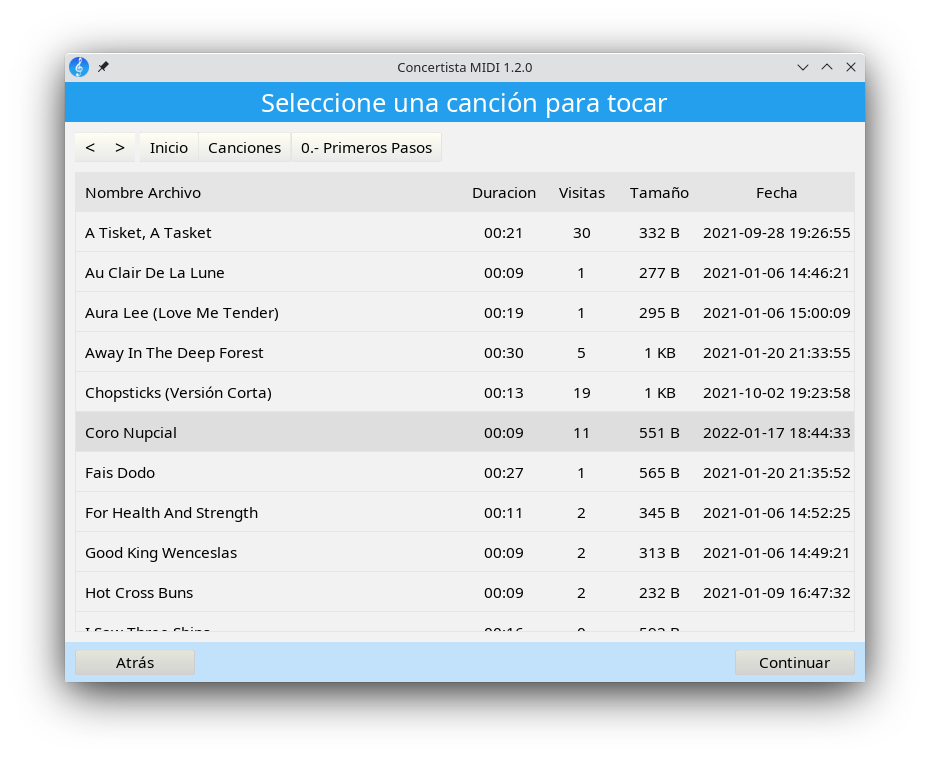 Concertista MIDI 1.2.0
Seleccione una canción para tocar
< > Inicio Canciones 0.- Primeros Pasos
Nombre Archivo Duracion Visitas Tamaño Fecha
A Tisket, A Tasket 00:21 30 332 B 2021-09-28 19:26:55
Au Clair De La Lune 00:09 1 277 B 2021-01-06 14:46:21
Aura Lee (Love Me Tender) 00:19 1 295 B 2021-01-06 15:00:09
Away In The Deep Forest 00:30 5 1 KB 2021-01-20 21:33:55
Chopsticks (Versión Corta) 00:13 19 1 KB 2021-10-02 19:23:58
Coro Nupcial 00:09 11 551 B 2022-01-17 18:44:33
Fais Dodo 00:27 1 565 B 2021-01-20 21:35:52
For Health And Strength 00:11 2 345 B 2021-01-06 14:52:25
Good King Wenceslas 00:09 2 313 B 2021-01-06 14:49:21
Hot Cross Buns 00:09 2 232 B 2021-01-09 16:47:32
I Saw Three Ships
Atrás Continuar